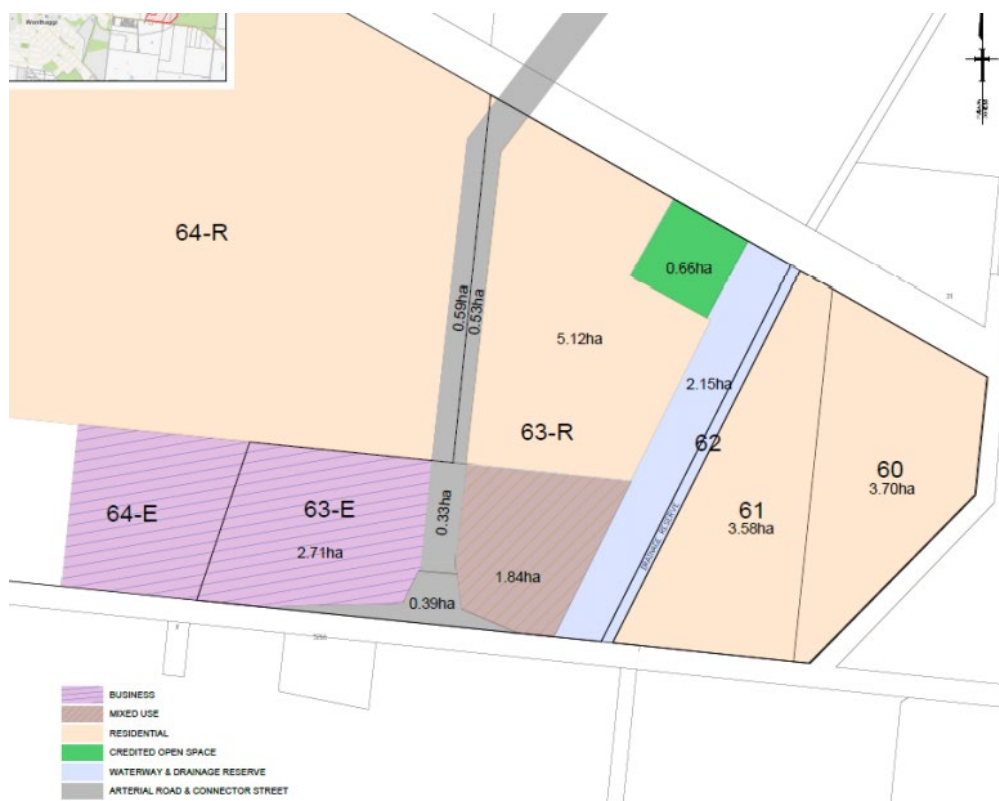 Wonthaggi
64-R
0.66ha
0.59ha
0.53ha
5.12ha
2.15ha
63-R
62
60
3.70ha
61
3.58ha
64-E
63-E
2.71ha
0.33ha
1.84ha
0.39ha
DRAINAGE RESERVE
BUSINESS
MIXED USE
RESIDENTIAL
CREDITED OPEN SPACE
WATERWAY & DRAINAGE RESERVE
ARTERIAL ROAD & CONNECTOR STREET